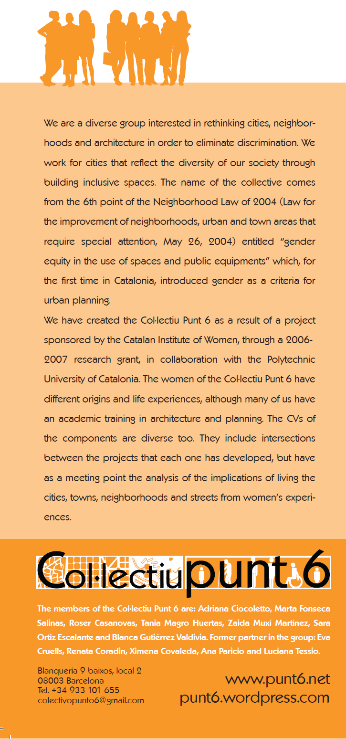 We are a diverse group interested in rethinking cities, neighbor-
hoods and architecture in order to eliminate discrimination. We
work for cities that reflect the diversity of our society through
building inclusive spaces. The name of the collective comes
from the 6th point of the Neighborhood Law of 2004 (Law for
the improvement of neighborhoods, urban and town areas that
require special attention, May 26, 2004) entitled "gender
equity in the use of spaces and public equipments" which, for
the first time in Catalonia, introduced gender as a criteria for
urban planning.
We have created the Col·lectiu Punt 6 as a result of a project
sponsored by the Catalan Institute of Women, through a 2006-
2007 research grant, in collaboration with the Polytechnic
University of Catalonia. The women of the Col·lectiu Punt 6 have
different origins and life experiences, although many of us have
an academic training in architecture and planning. The CVs of
the components are diverse too. They include intersections
between the projects that each one has developed, but have
as a meeting point the analysis of the implications of living the
cities, towns, neighborhoods and streets from women's experi-
ences.
Col·lectiu punt 6
The members of the Col·lectiu Punt 6 are: Adriana Ciocoletto, Marta Fonseca
Salinas, Roser Casanovas, Tania Magro Huertas, Zaida Muxí Martínez, Sara
Ortiz Escalante and Blanca Gutiérrez Valdivia. Former partner in the group: Eva
Cruells, Renata Coradin, Ximena Covaleda, Ana Paricio and Luciana Tessio.
Blanqueria 9 baixos, local 2
08003 Barcelona
Tel. +34 933 101 655
colectivopunto6@gmail.com
www.punt6.net
punt6.wordpress.com